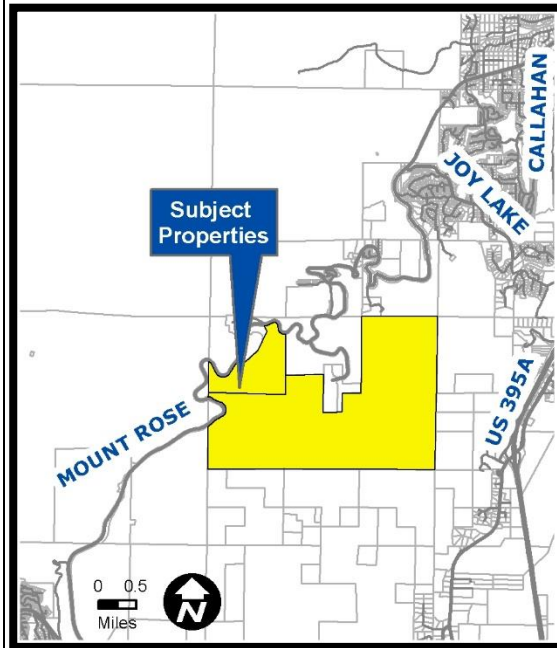 CALLAHAN
JOY LAKE
Subject
Properties
US 395A
MOUNT ROSE
0 0.5
Miles
N